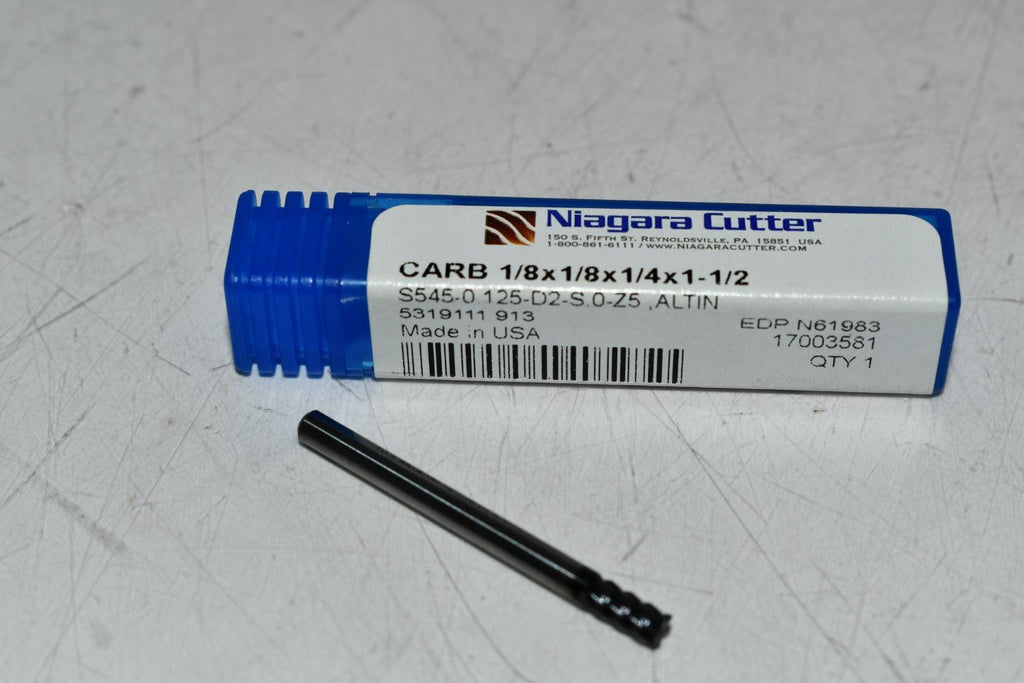 Niagara Cutter
150 S. FIFTH ST. REYNOLDSVILLE, PA 15851 USA
1-800-861-6111 / WWW.NIAGARACUTTER.COM
CARB 1/8x1/8x1/4x1-1/2
S545-0.125-D2-S.0-Z5 ,ALTIN
5319111 913
EDP N61983
Made in USA
17003581
QTY 1